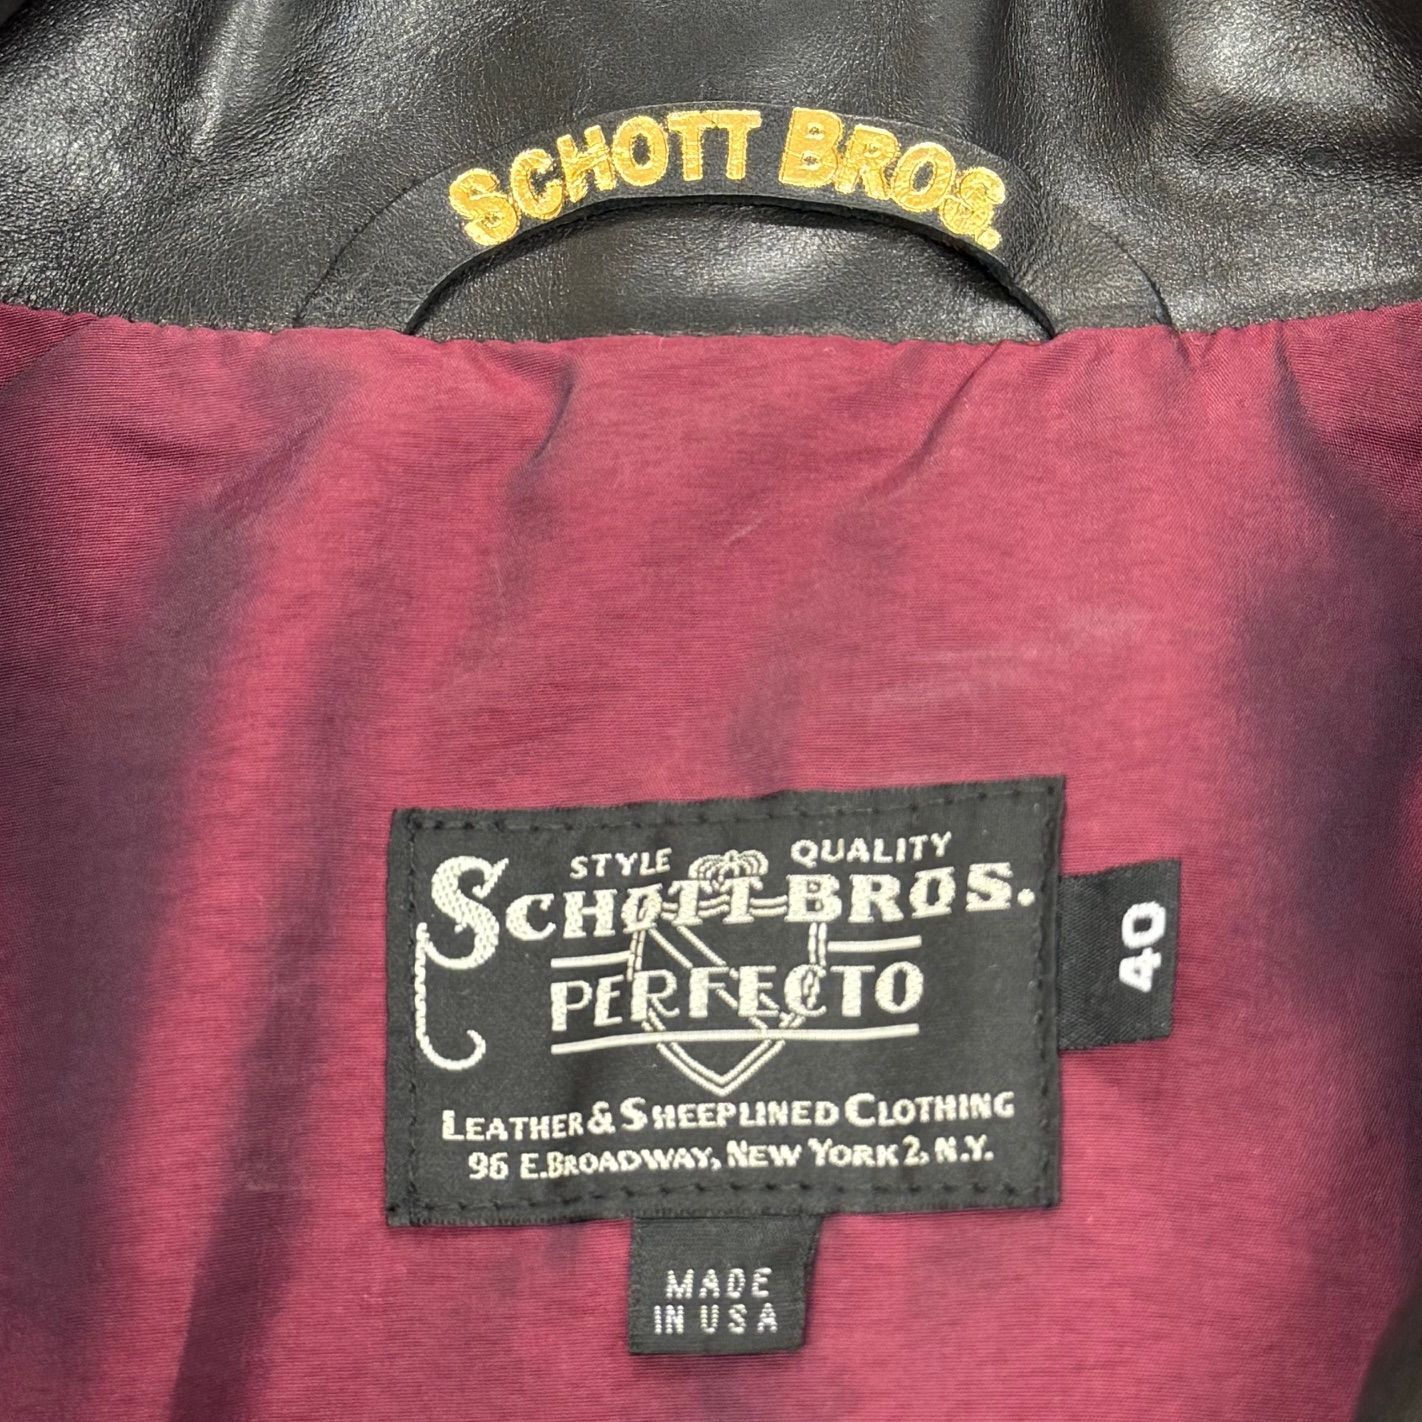 SCHOTT BROS.
STYLE QUALITY
SCHOTT BROS.
PERFECTO
LEATHER & SHEEPLINED CLOTHING
96 E. BROADWAY, NEW YORK 2, N.Y.
40
MADE
IN USA